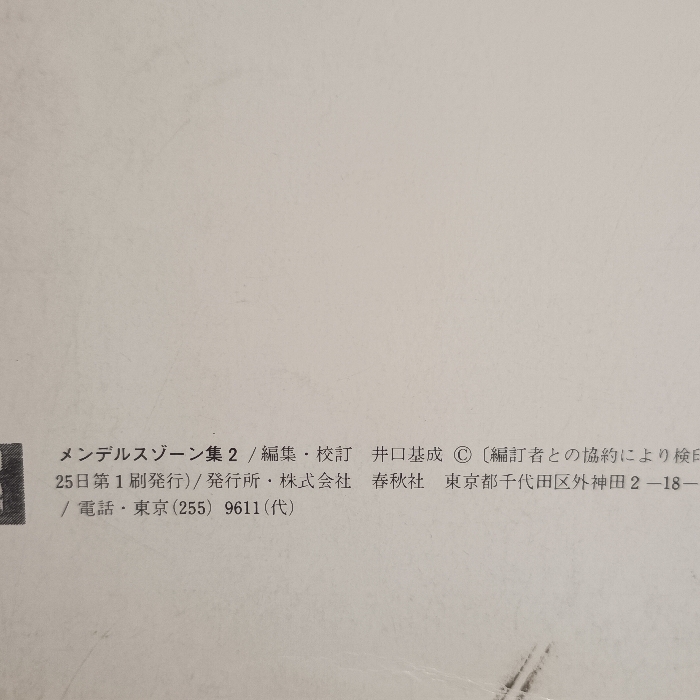 メンデルスゾーン集2 /編集・校訂 井口基成 ©〔編訂者との協約により検印
25日第1刷発行)/発行所・株式会社 春秋社 東京都千代田区外神田2―18―
/電話・東京(255) 9611(代)